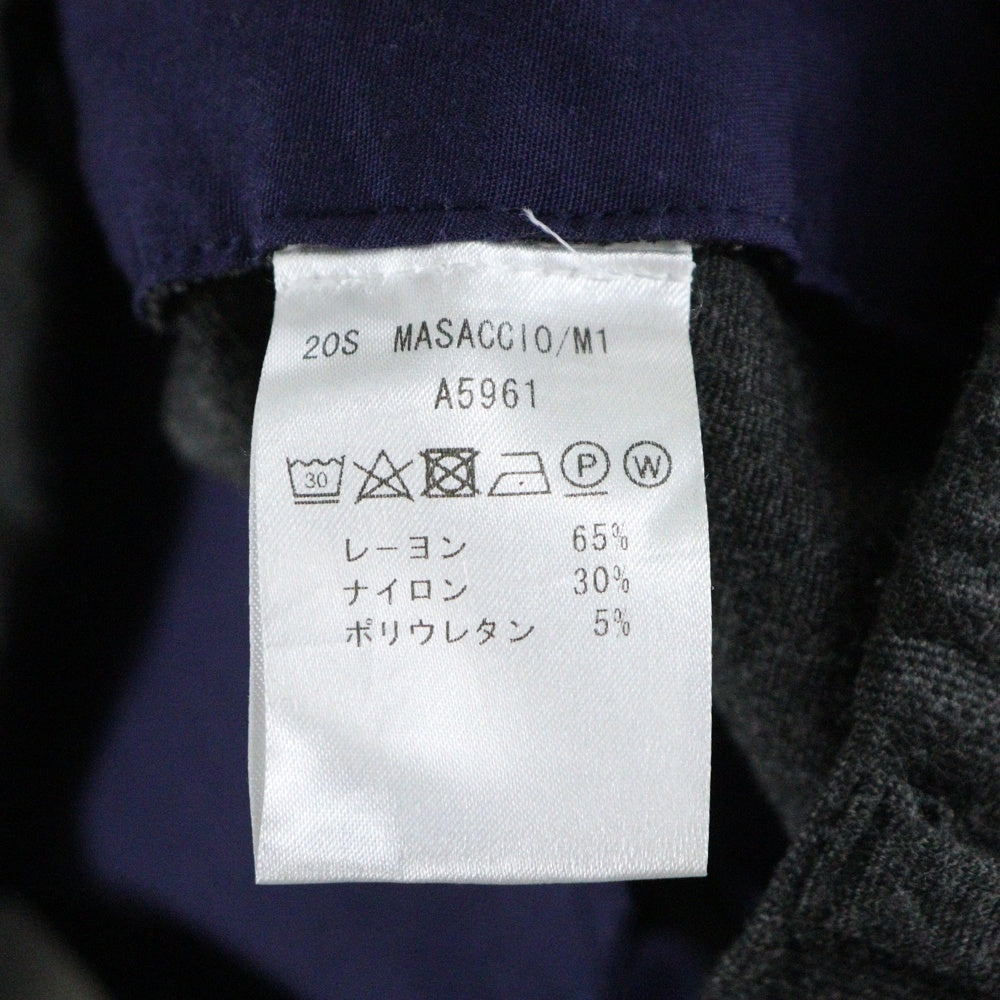 20S MASACCIO/M1
A5961
30 P W
レーヨン 65%
ナイロン 30%
ポリウレタン 5%